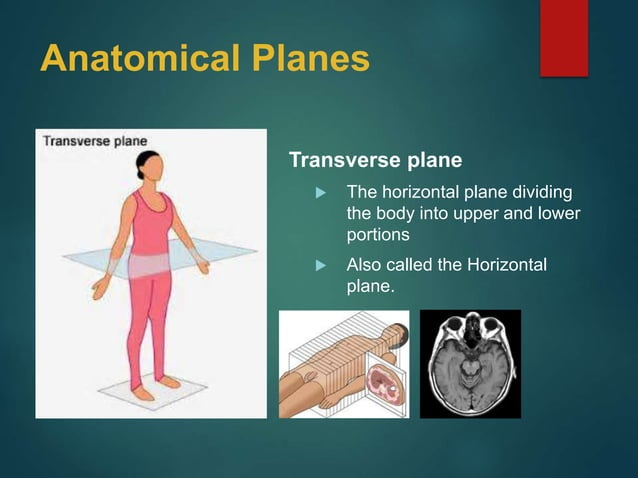 Anatomical Planes
Transverse plane
Transverse plane
The horizontal plane dividing
the body into upper and lower
portions
Also called the Horizontal
plane.